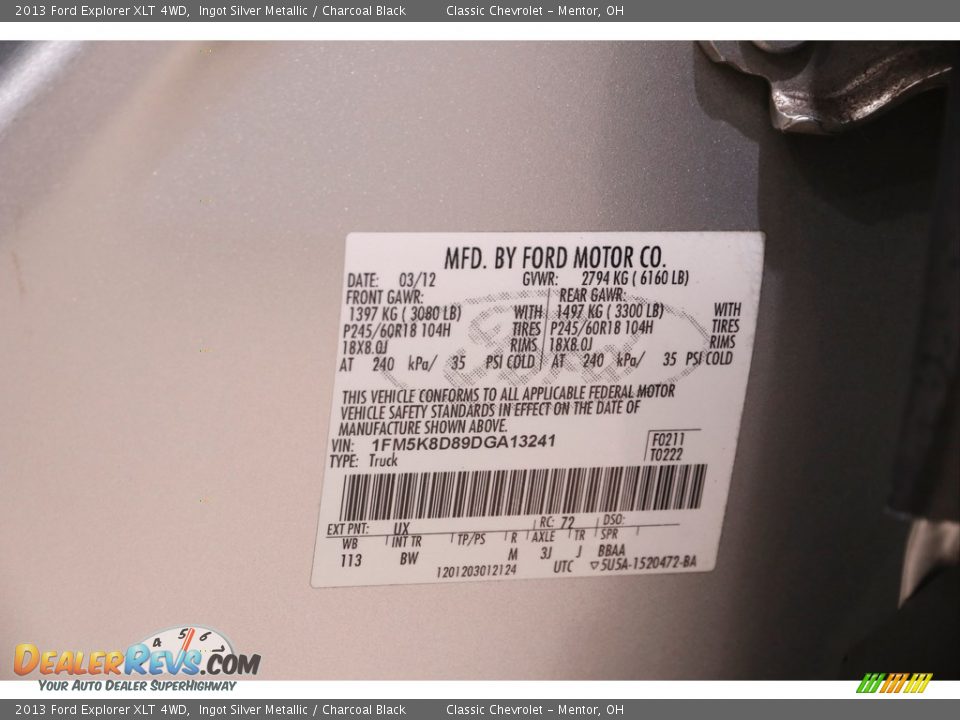 2013 Ford Explorer XLT 4WD, Ingot Silver Metallic / Charcoal Black Classic Chevrolet – Mentor, OH
MFD. BY FORD MOTOR CO.
DATE: 03/12 GVWR: 2794 KG ( 6160 LB)
FRONT GAWR: REAR GAWR:
1397 KG ( 3080 LB) WITH 1497 KG ( 3300 LB) WITH
P245/60R18 104H TIRES P245/60R18 104H TIRES
18X8.0J RIMS 18X8.0J RIMS
AT 240 kPa/ 35 PSI COLD AT 240 kPa/ 35 PSI COLD
THIS VEHICLE CONFORMS TO ALL APPLICABLE FEDERAL MOTOR
VEHICLE SAFETY STANDARDS IN EFFECT ON THE DATE OF
MANUFACTURE SHOWN ABOVE.
VIN: 1FM5K8D89DGA13241 F0211
TYPE: Truck T0222
EXT PNT: UX RC: 72 DSO:
WB INT TR TP/PS R AXLE TR SPR
113 BW M 3J J BBAA
1201203012124 UTC ▽5U5A-1520472-BA
4 5 6
DealerRevs.com
Your Auto Dealer SuperHighway
2013 Ford Explorer XLT 4WD, Ingot Silver Metallic / Charcoal Black Classic Chevrolet – Mentor, OH